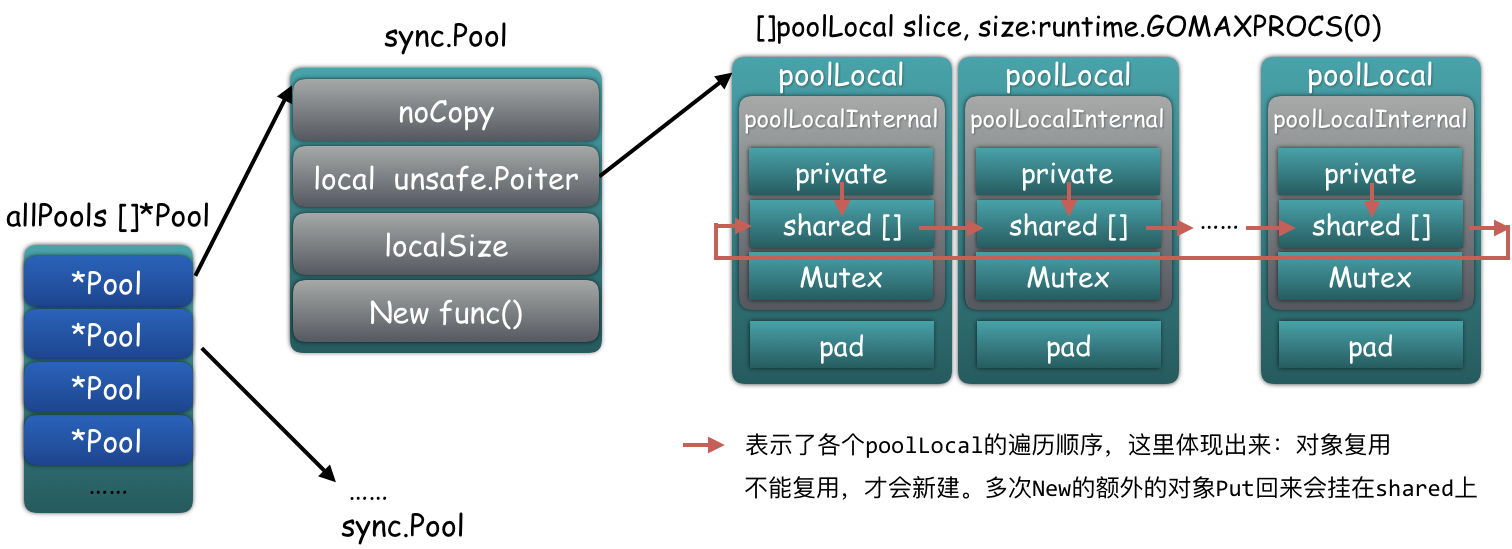 sync.Pool
noCopy
local unsafe.Poiter
localSize
New func()
allPools []*Pool
*Pool
*Pool
*Pool
*Pool
……
……
sync.Pool
[]poolLocal slice, size:runtime.GOMAXPROCS(0)
poolLocal
poolLocalInternal
private
shared []
Mutex
pad
poolLocal
poolLocalInternal
private
shared []
Mutex
pad
……
poolLocal
poolLocalInternal
private
shared []
Mutex
pad
表示了各个poolLocal的遍历顺序，这里体现出来：对象复用
不能复用，才会新建。多次New的额外的对象Put回来会挂在shared上